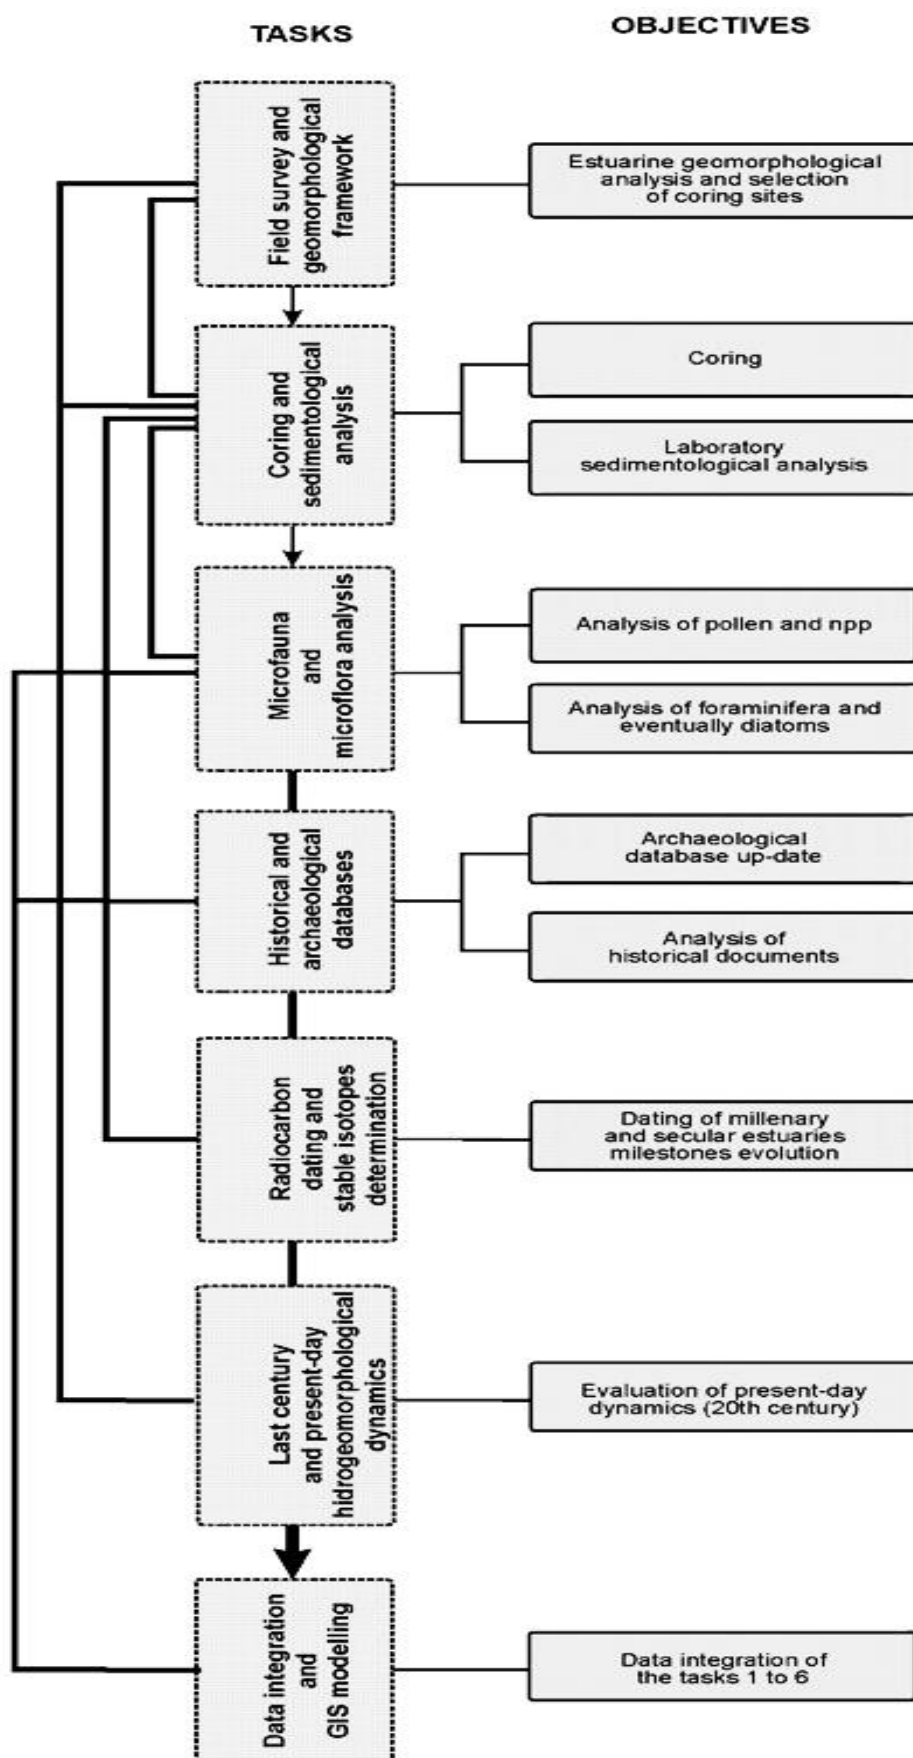 TASKS
OBJECTIVES
Field survey and
geomorphological
framework
Estuarine geomorphological
analysis and selection
of coring sites
Coring and
sedimentological
analysis
Coring
Laboratory
sedimentological analysis
Microfauna
and
microflora analysis
Analysis of pollen and npp
Analysis of foraminifera and
eventually diatoms
Historical and
archaeological
databases
Archaeological
database up-date
Analysis of
historical documents
Radiocarbon
dating and
stable isotopes
determination
Dating of millenary
and secular estuaries
milestones evolution
Last century
and present-day
hidrogeomorphological
dynamics
Evaluation of present-day
dynamics (20th century)
Data integration
and
GIS modelling
Data integration of
the tasks 1 to 6